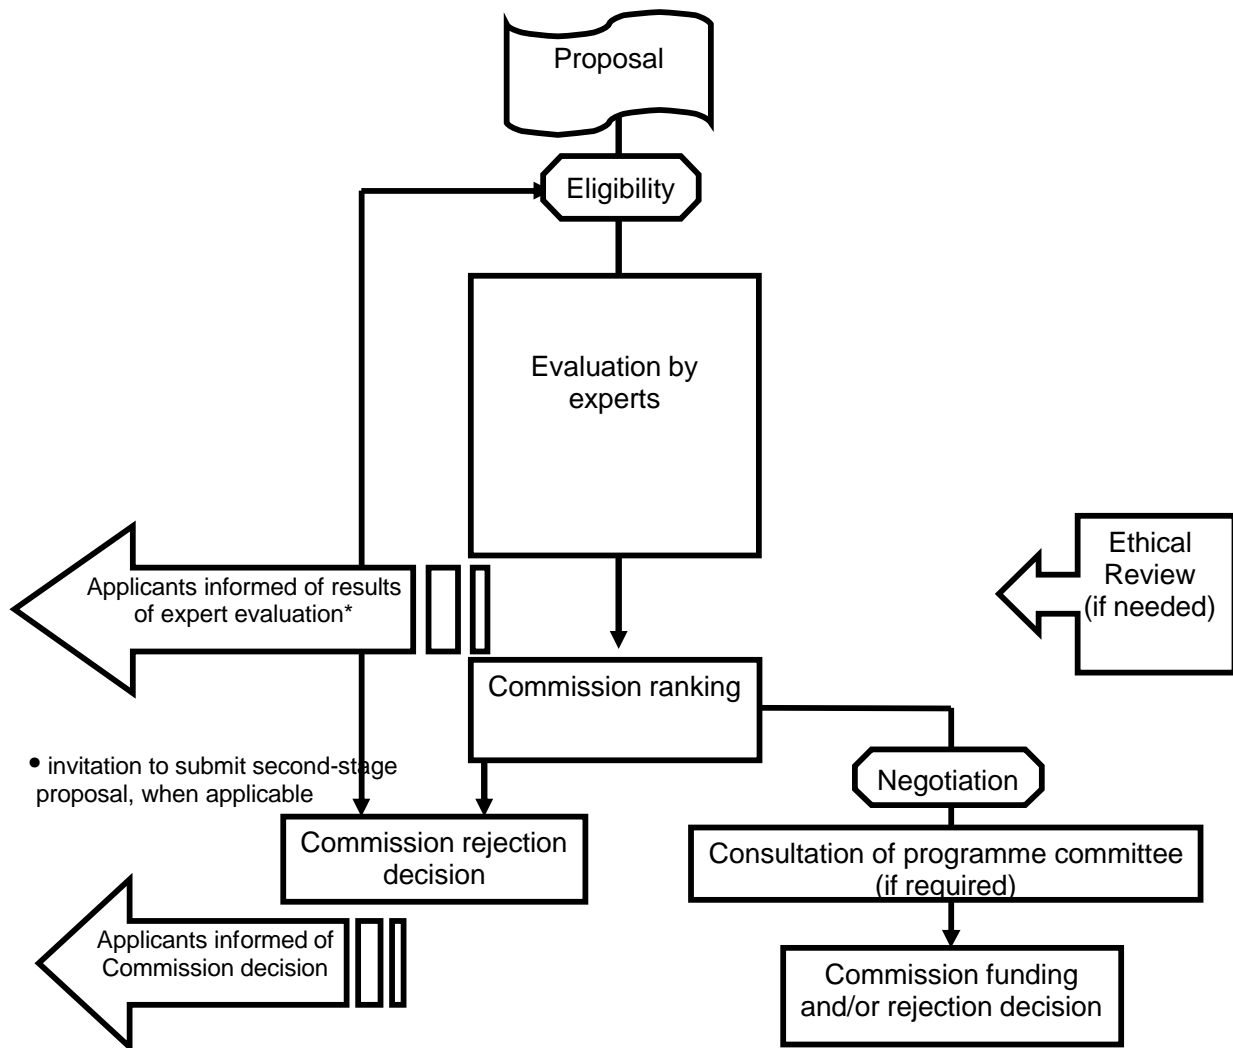 Proposal
Eligibility
Evaluation by
experts
Applicants informed of results
of expert evaluation*
Ethical
Review
(if needed)
Commission ranking
• invitation to submit second-stage
proposal, when applicable
Negotiation
Commission rejection
decision
Consultation of programme committee
(if required)
Applicants informed of
Commission decision
Commission funding
and/or rejection decision